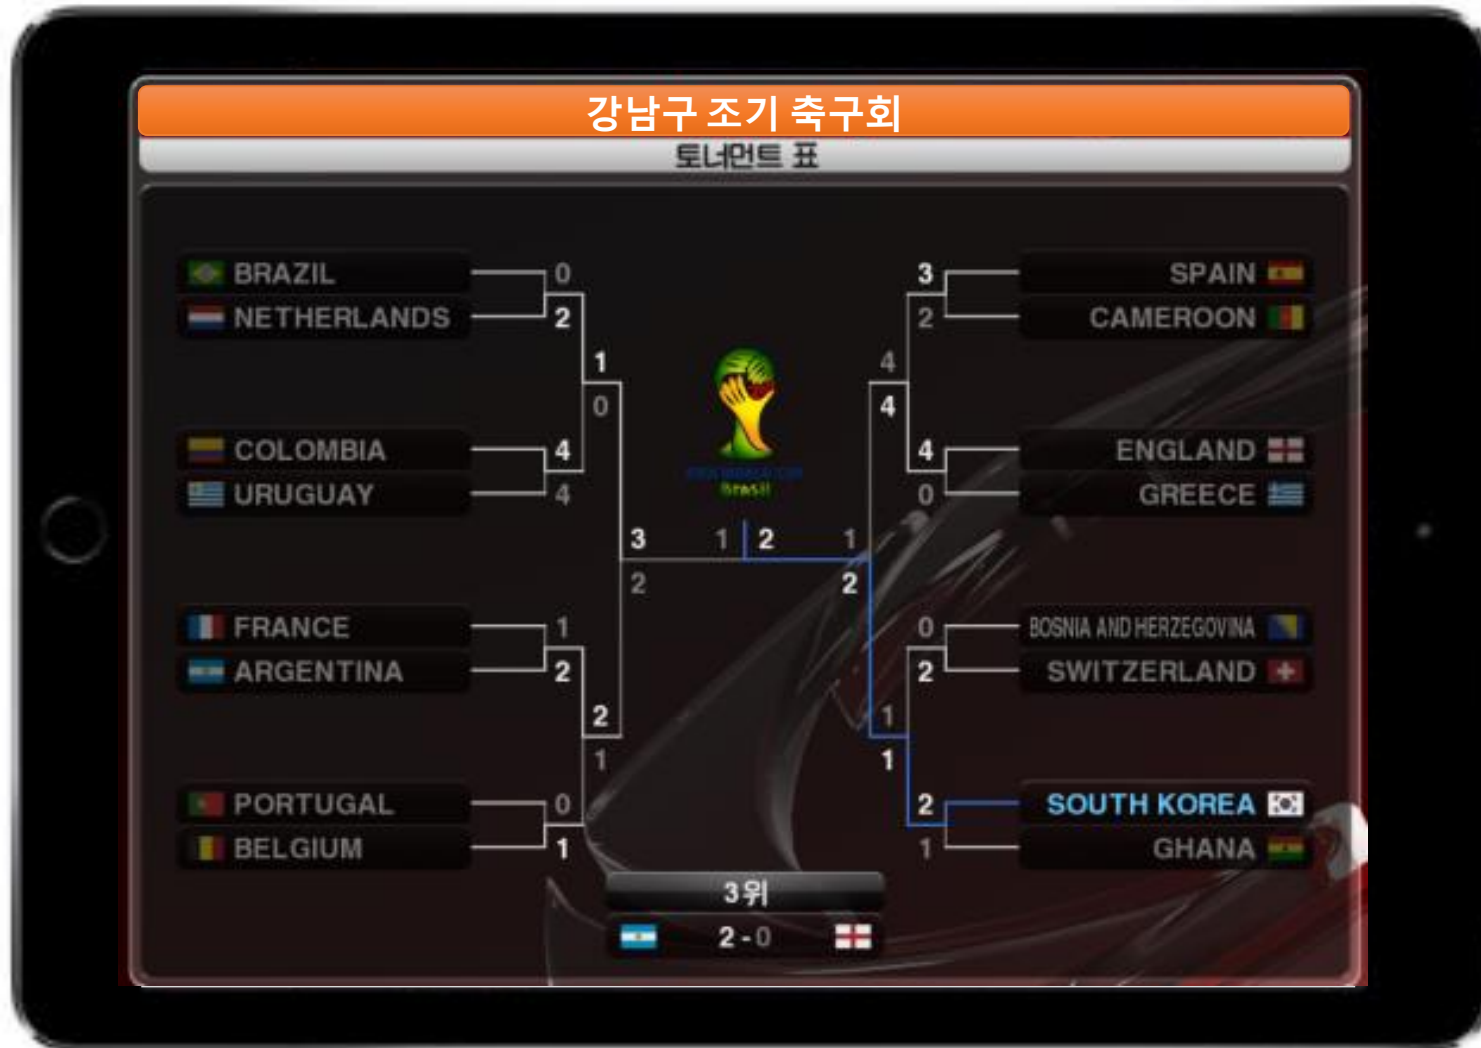 강남구 조기 축구회
토너먼트 표
BRAZIL 0
NETHERLANDS 2
1
0
COLOMBIA 4
URUGUAY 4
3
2
FRANCE 1
ARGENTINA 2
2
1
PORTUGAL 0
BELGIUM 1
Brasil
1 2
3 SPAIN
2 CAMEROON
4
4
4 ENGLAND
0 GREECE
1
2
0 BOSNIA AND HERZEGOVINA
2 SWITZERLAND
1
1
2 SOUTH KOREA
1 GHANA
3위
2 - 0